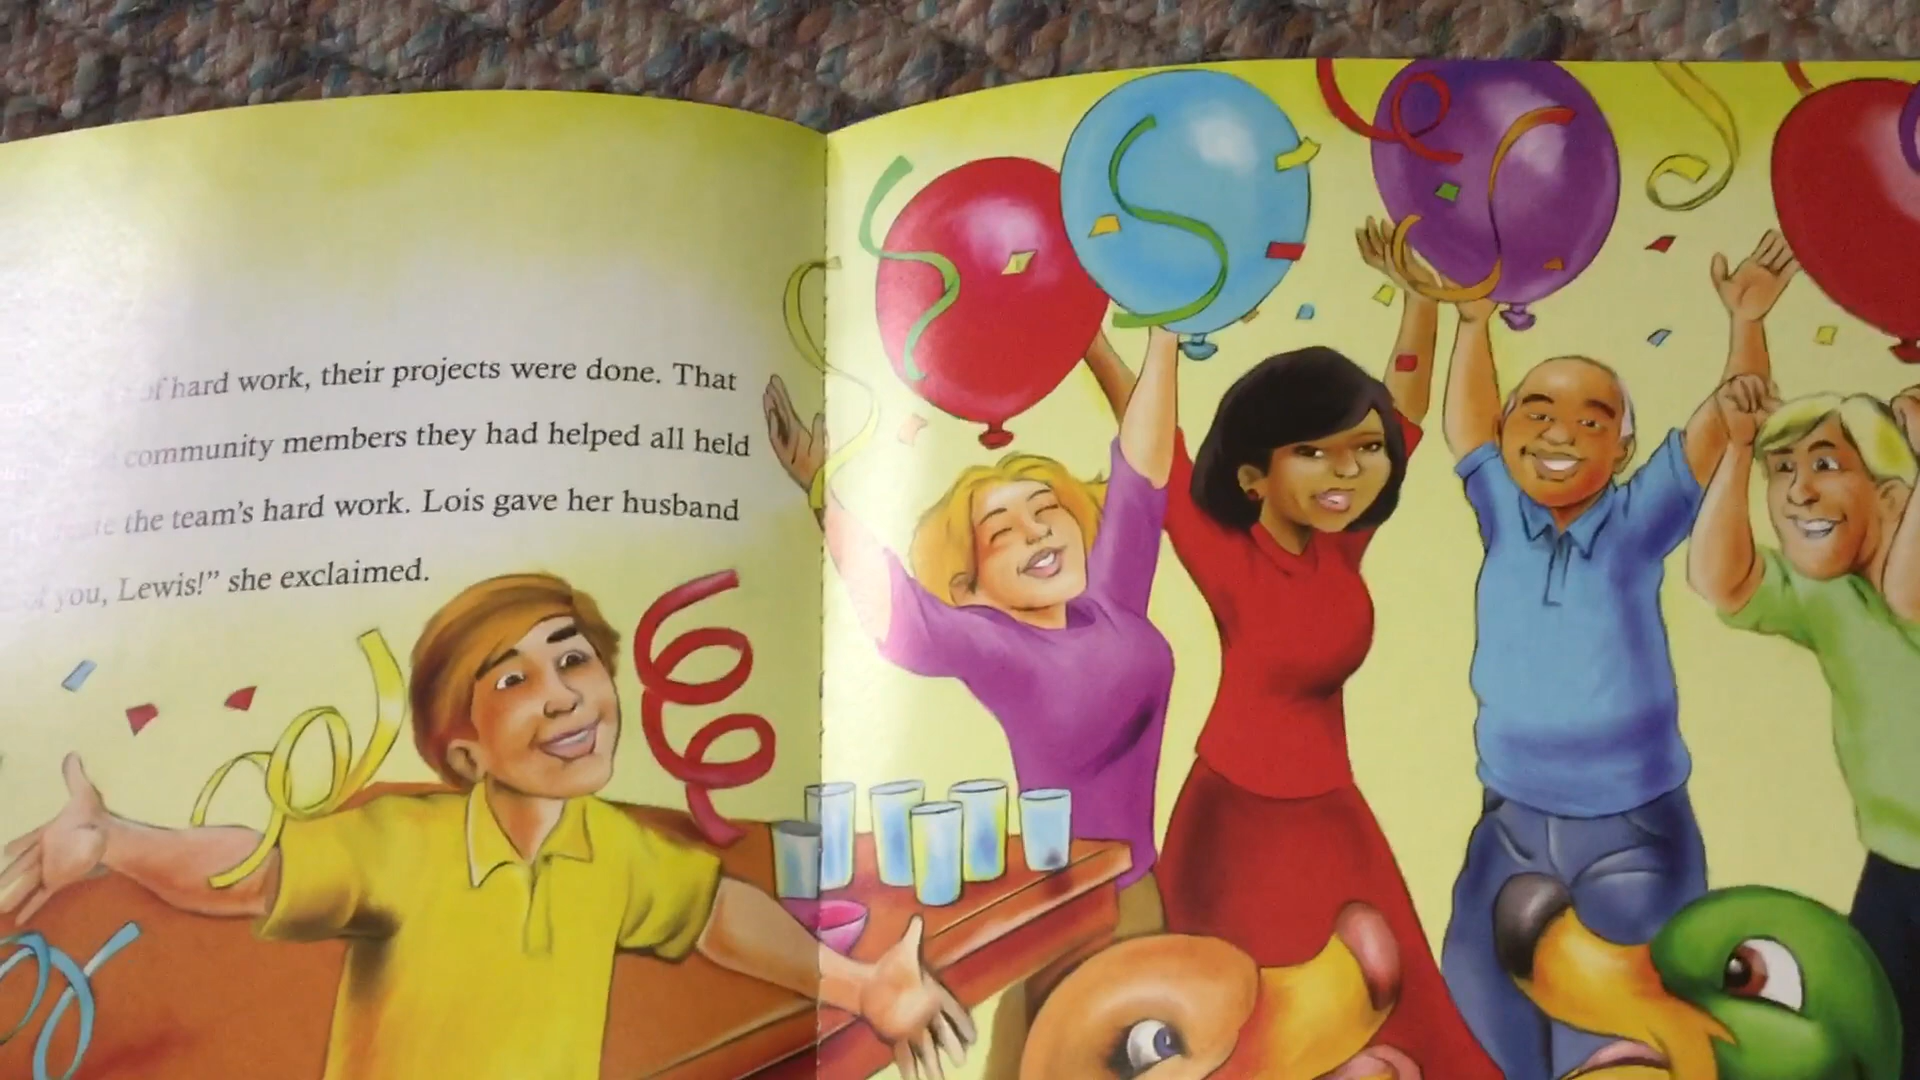 of hard work, their projects were done. That
community members they had helped all held
the team's hard work. Lois gave her husband
of you, Lewis!" she exclaimed.